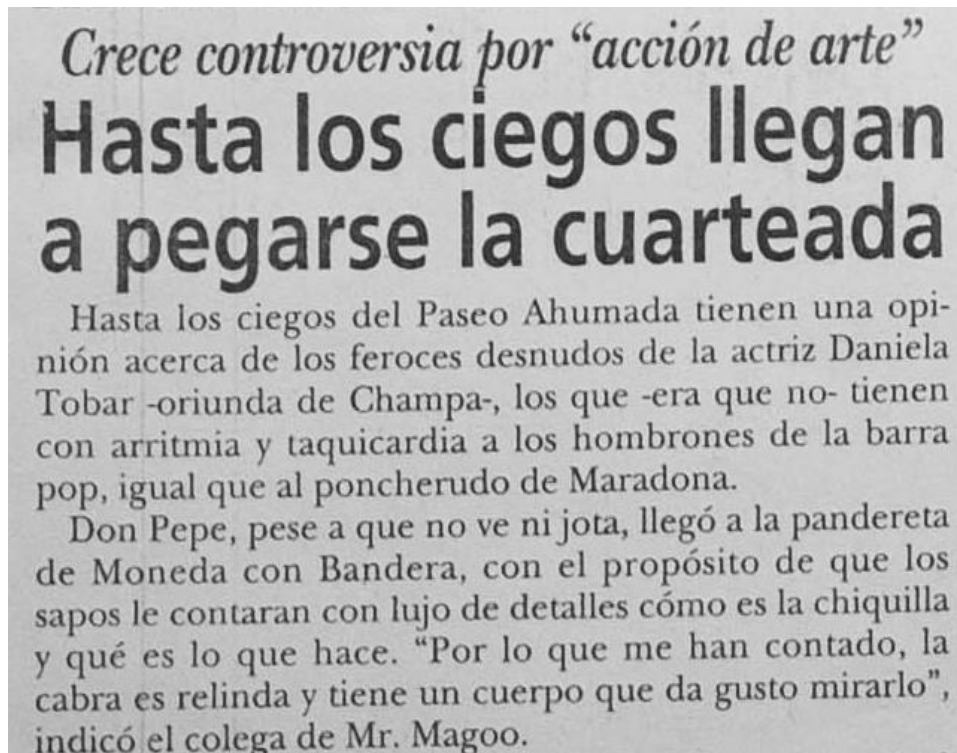 Crece controversia por “acción de arte”
Hasta los ciegos llegan
a pegarse la cuarteada
Hasta los ciegos del Paseo Ahumada tienen una opi-
nión acerca de los feroces desnudos de la actriz Daniela
Tobar -oriunda de Champa-, los que -era que no- tienen
con arritmia y taquicardia a los hombrones de la barra
pop, igual que al poncherudo de Maradona.
Don Pepe, pese a que no ve ni jota, llegó a la pandereta
de Moneda con Bandera, con el propósito de que los
sapos le contaran con lujo de detalles cómo es la chiquilla
y qué es lo que hace. “Por lo que me han contado, la
cabra es relinda y tiene un cuerpo que da gusto mirarlo”,
indicó el colega de Mr. Magoo.